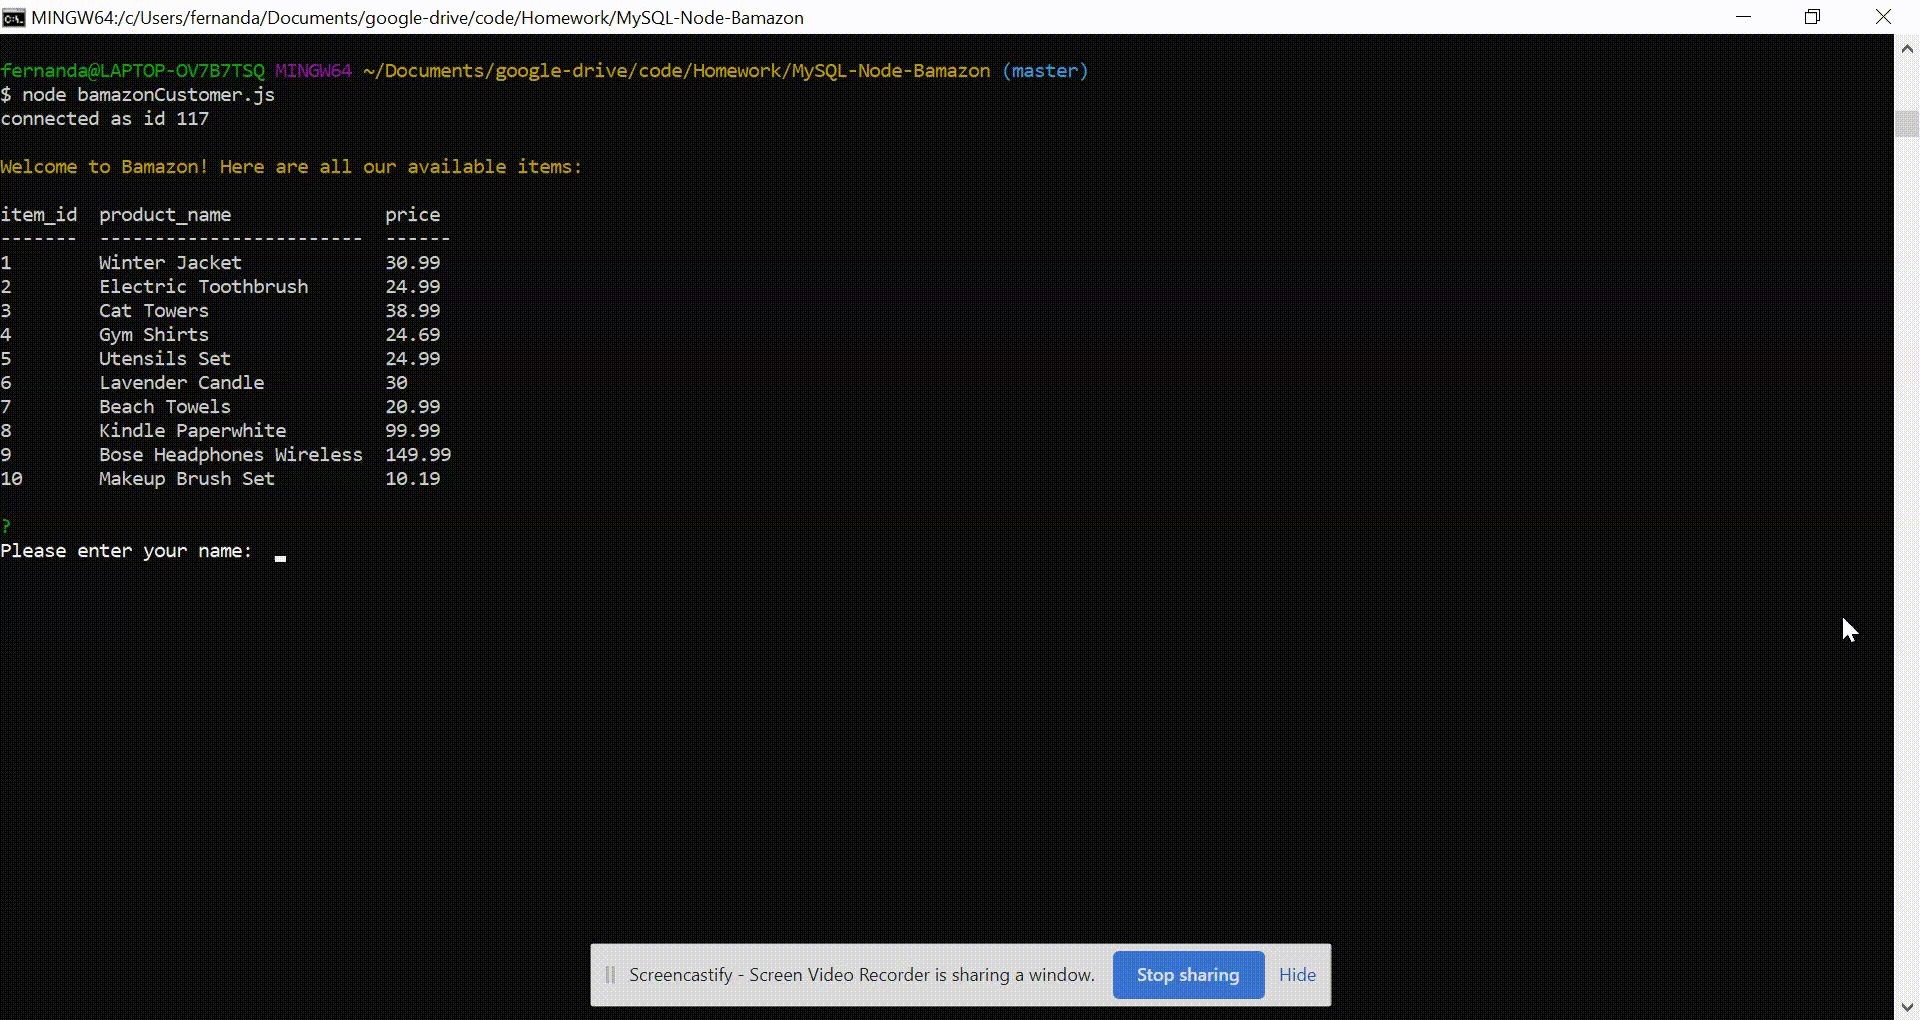 MINGW64:/c/Users/fernanda/Documents/google-drive/code/Homework/MySQL-Node-Bamazon
fernanda@LAPTOP-OV7B7TSQ MINGW64 ~/Documents/google-drive/code/Homework/MySQL-Node-Bamazon (master)
$ node bamazonCustomer.js
connected as id 117
Welcome to Bamazon! Here are all our available items:
item_id  product_name              price
-------  ------------------------  ------
1        Winter Jacket             30.99
2        Electric Toothbrush       24.99
3        Cat Towers                38.99
4        Gym Shirts                24.69
5        Utensils Set              24.99
6        Lavender Candle           30
7        Beach Towels              20.99
8        Kindle Paperwhite         99.99
9        Bose Headphones Wireless  149.99
10       Makeup Brush Set          10.19
?
Please enter your name:
Screencastify - Screen Video Recorder is sharing a window. Stop sharing Hide